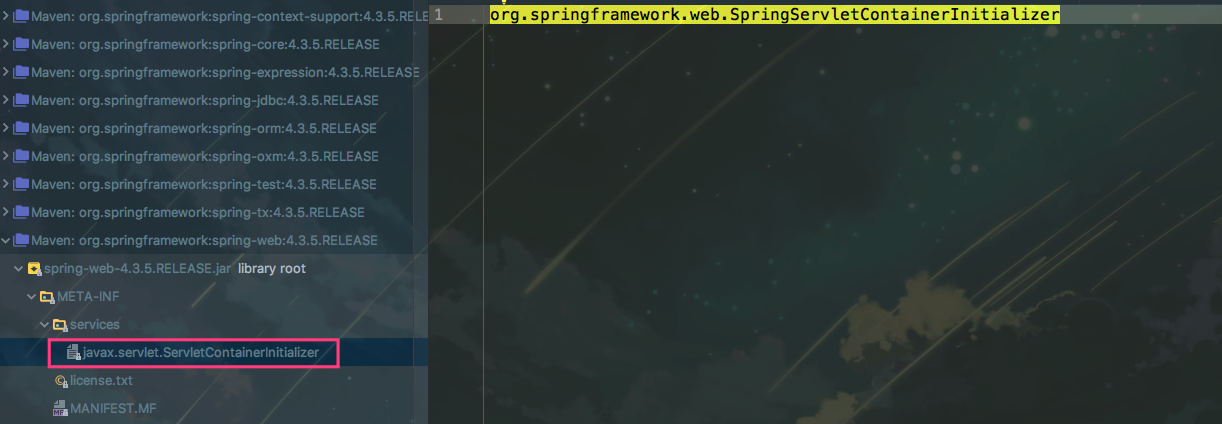 Maven: org.springframework:spring-context-support:4.3.5.RELEASE
Maven: org.springframework:spring-core:4.3.5.RELEASE
Maven: org.springframework:spring-expression:4.3.5.RELEASE
Maven: org.springframework:spring-jdbc:4.3.5.RELEASE
Maven: org.springframework:spring-orm:4.3.5.RELEASE
Maven: org.springframework:spring-oxm:4.3.5.RELEASE
Maven: org.springframework:spring-test:4.3.5.RELEASE
Maven: org.springframework:spring-tx:4.3.5.RELEASE
Maven: org.springframework:spring-web:4.3.5.RELEASE
spring-web-4.3.5.RELEASE.jar library root
META-INF
services
javax.servlet.ServletContainerInitializer
license.txt
MANIFEST.MF
1 org.springframework.web.SpringServletContainerInitializer